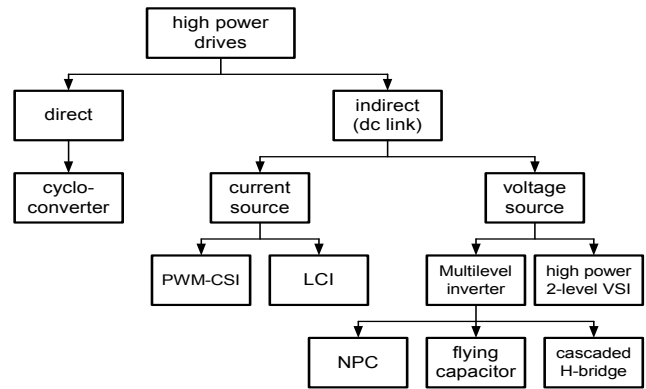 high power
drives
direct
indirect
(dc link)
cyclo-
converter
current
source
voltage
source
PWM-CSI
LCI
Multilevel
inverter
high power
2-level VSI
NPC
flying
capacitor
cascaded
H-bridge